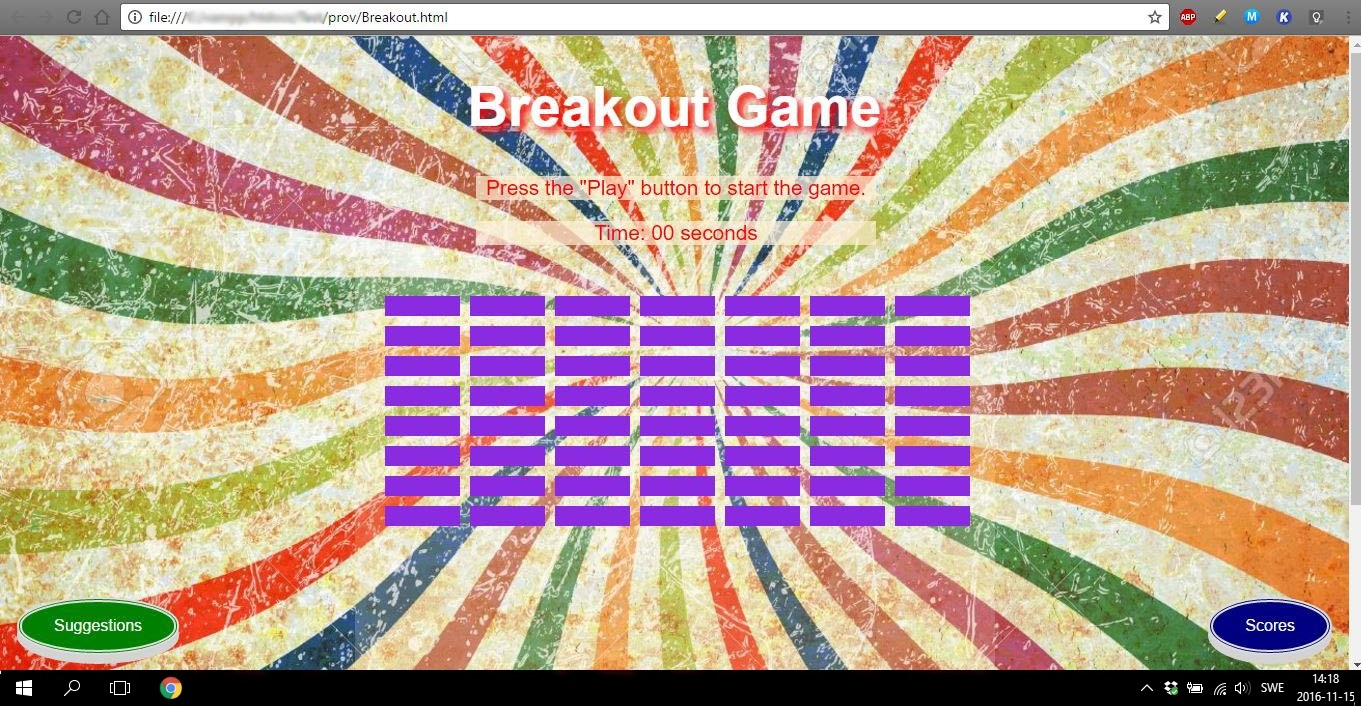 file:///
/prov/Breakout.html
ABP
M
K
Breakout Game
Press the "Play" button to start the game.
Time: 00 seconds
Suggestions
Scores
SWE
14:18
2016-11-15